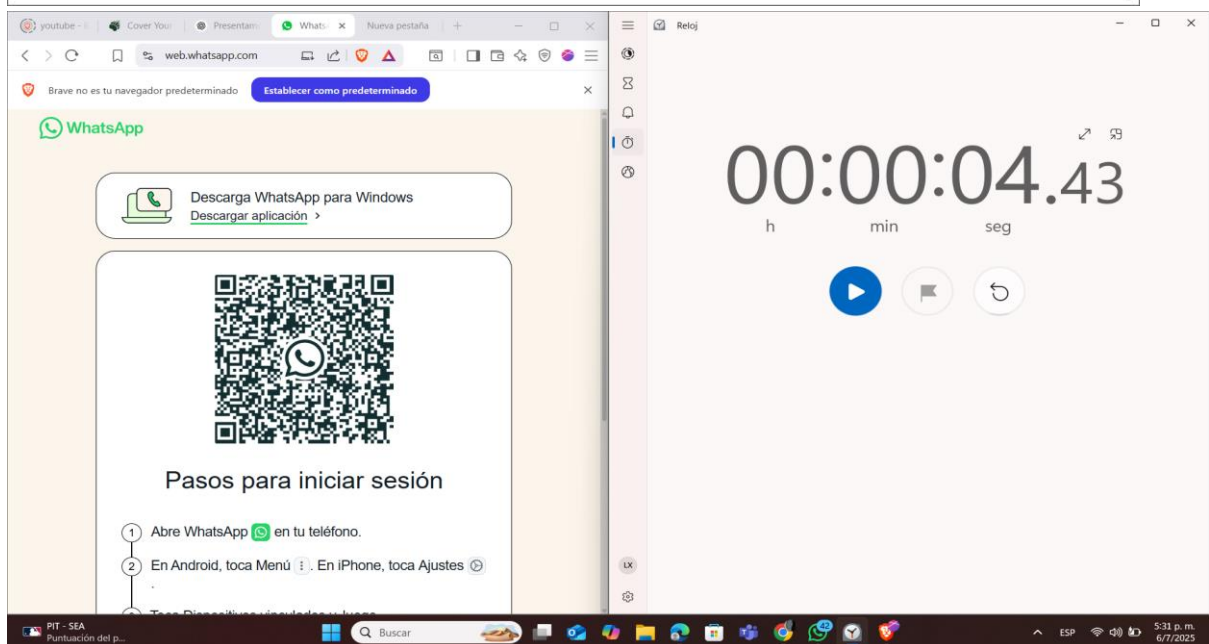 youtube - 
Cover Your
Presentam
Whats
Nueva pestaña
web.whatsapp.com
Brave no es tu navegador predeterminado
Establecer como predeterminado
WhatsApp
Descarga WhatsApp para Windows
Descargar aplicación >
Pasos para iniciar sesión
1 Abre WhatsApp en tu teléfono.
2 En Android, toca Menú . En iPhone, toca Ajustes
.
Reloj
00:00:04.43
h min seg
LX
PIT - SEA
Puntuación del p...
Buscar
42
ESP
5:31 p. m.
6/7/2025